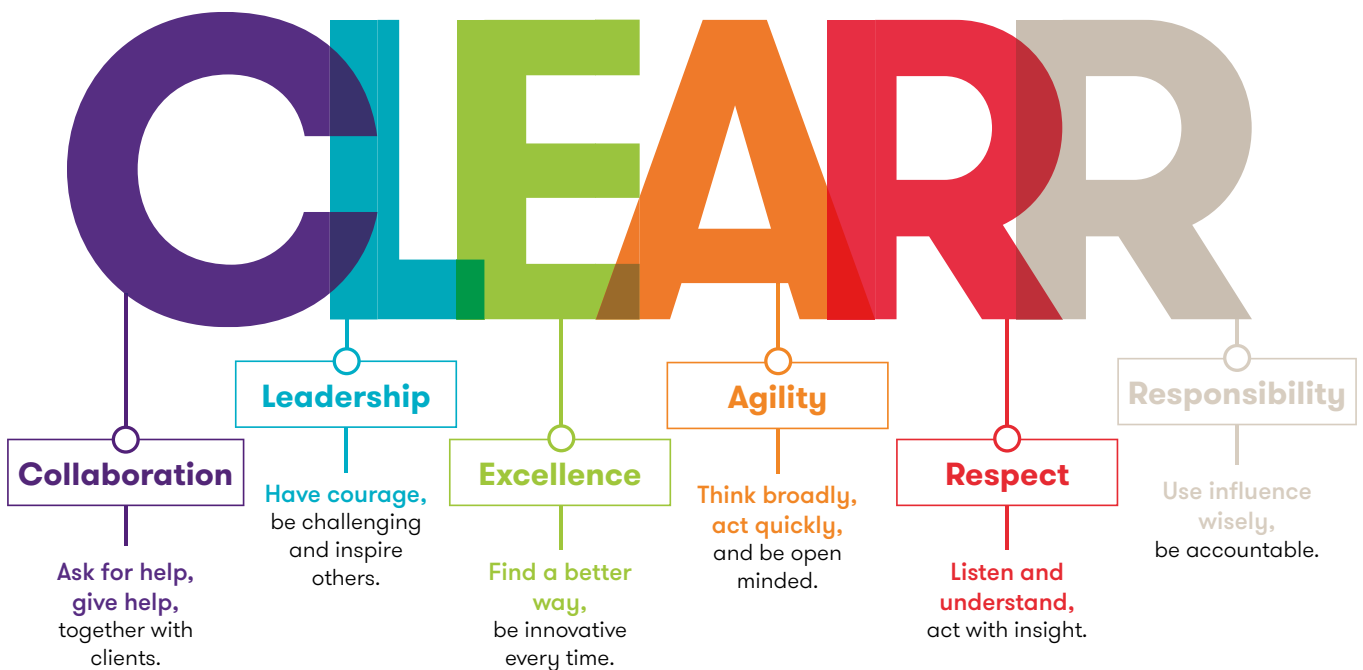 CLEARR
Collaboration
Ask for help,
give help,
together with
clients.
Leadership
Have courage,
be challenging
and inspire
others.
Excellence
Find a better
way,
be innovative
every time.
Agility
Think broadly,
act quickly,
and be open
minded.
Respect
Listen and
understand,
act with insight.
Responsibility
Use influence
wisely,
be accountable.